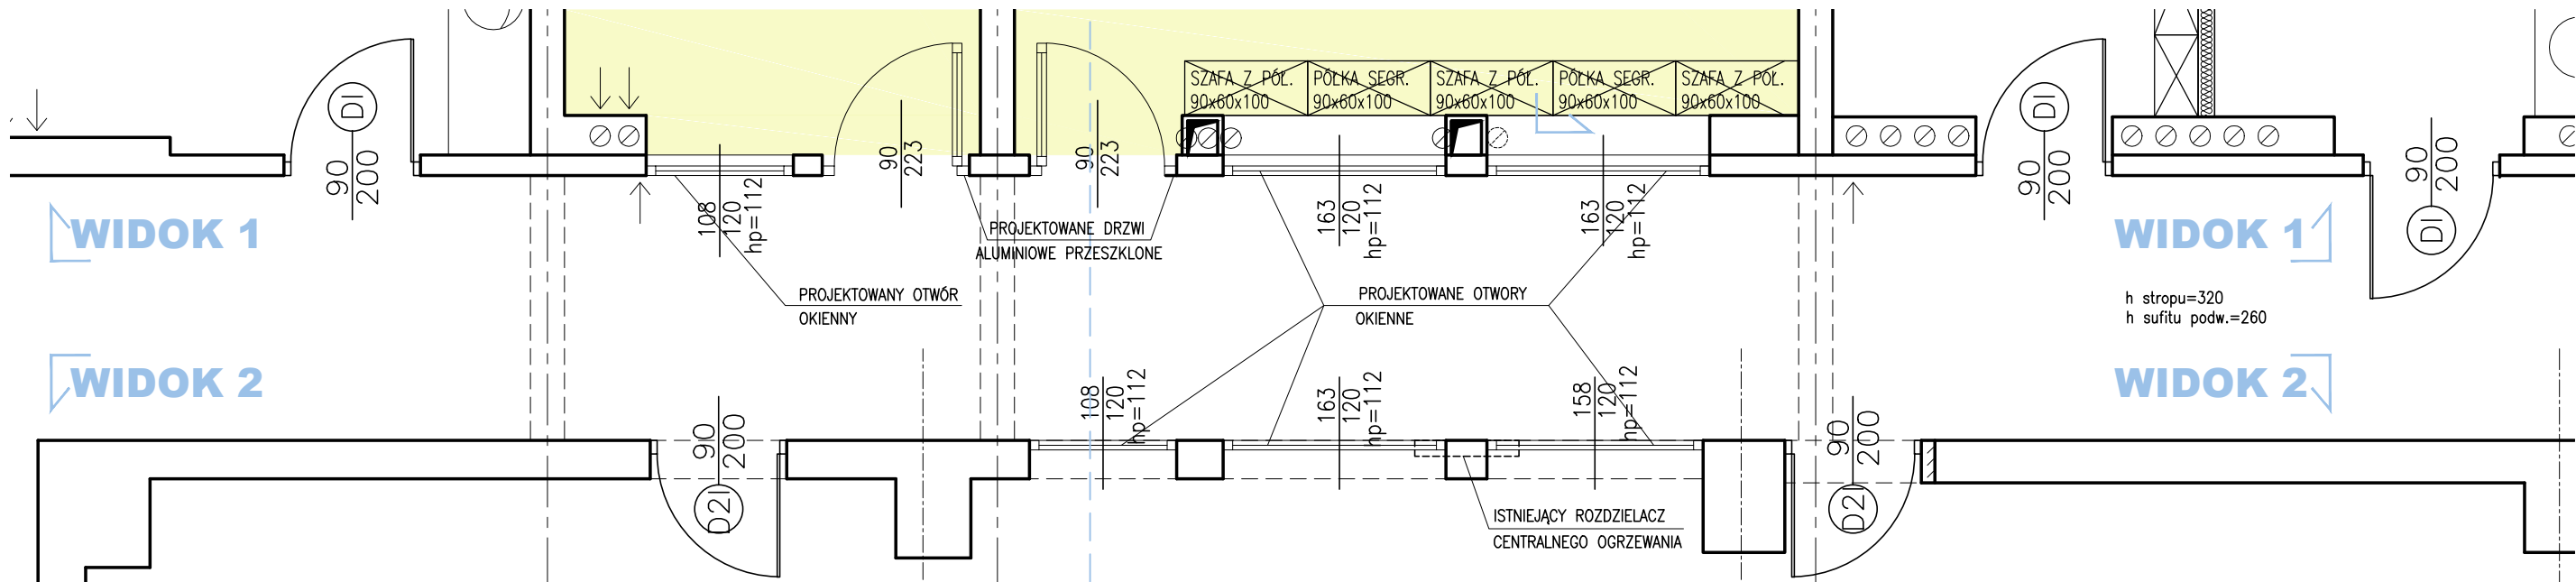 SZAFA Z PÓŁ.
90x60x100
PÓŁKA SEGR.
90x60x100
SZAFA Z PÓŁ.
90x60x100
PÓŁKA SEGR.
90x60x100
SZAFA Z PÓŁ.
90x60x100
DI
90
200
90
223
90
223
DI
90
200
90
200
DI
108
120
hp=112
163
120
hp=112
163
120
hp=112
WIDOK 1
WIDOK 1
PROJEKTOWANE DRZWI
ALUMINIOWE PRZESZKLONE
PROJEKTOWANY OTWÓR
OKIENNY
PROJEKTOWANE OTWORY
OKIENNE
h stropu=320
h sufitu podw.=260
WIDOK 2
WIDOK 2
90
200
D2I
108
120
hp=112
163
120
hp=112
158
120
hp=112
90
200
D2I
ISTNIEJĄCY ROZDZIELACZ
CENTRALNEGO OGRZEWANIA